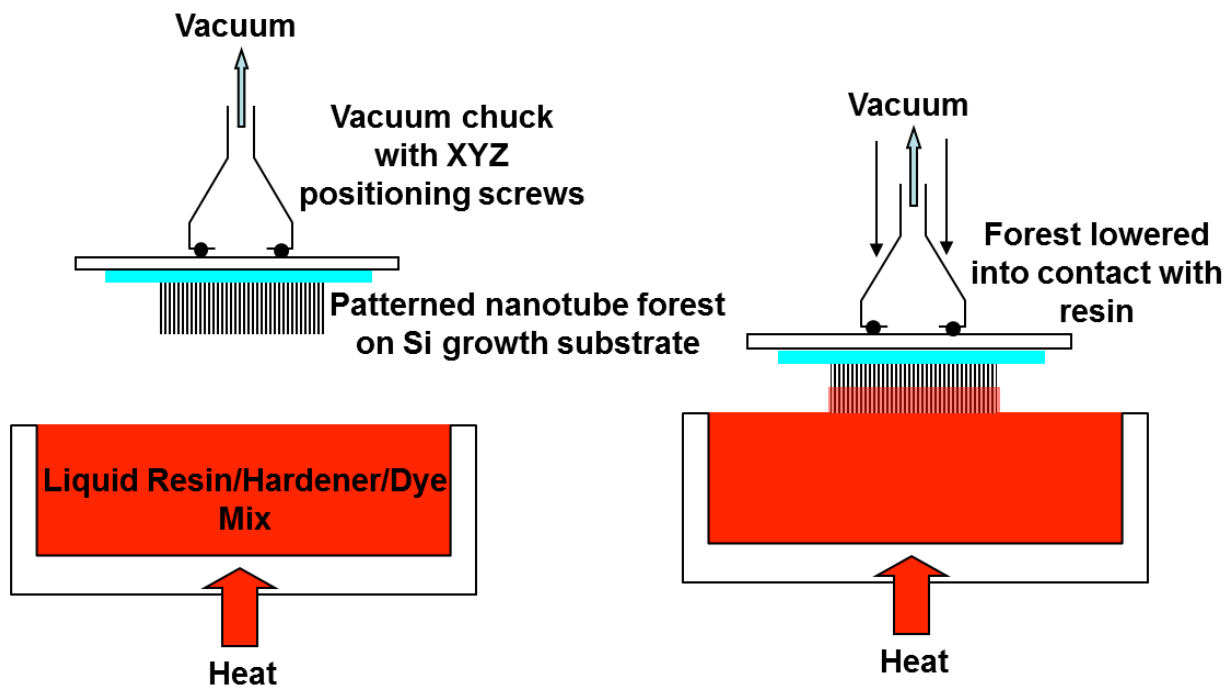 Vacuum
Vacuum chuck
with XYZ
positioning screws
Patterned nanotube forest
on Si growth substrate
Liquid Resin/Hardener/Dye
Mix
Heat
Vacuum
Forest lowered
into contact with
resin
Heat